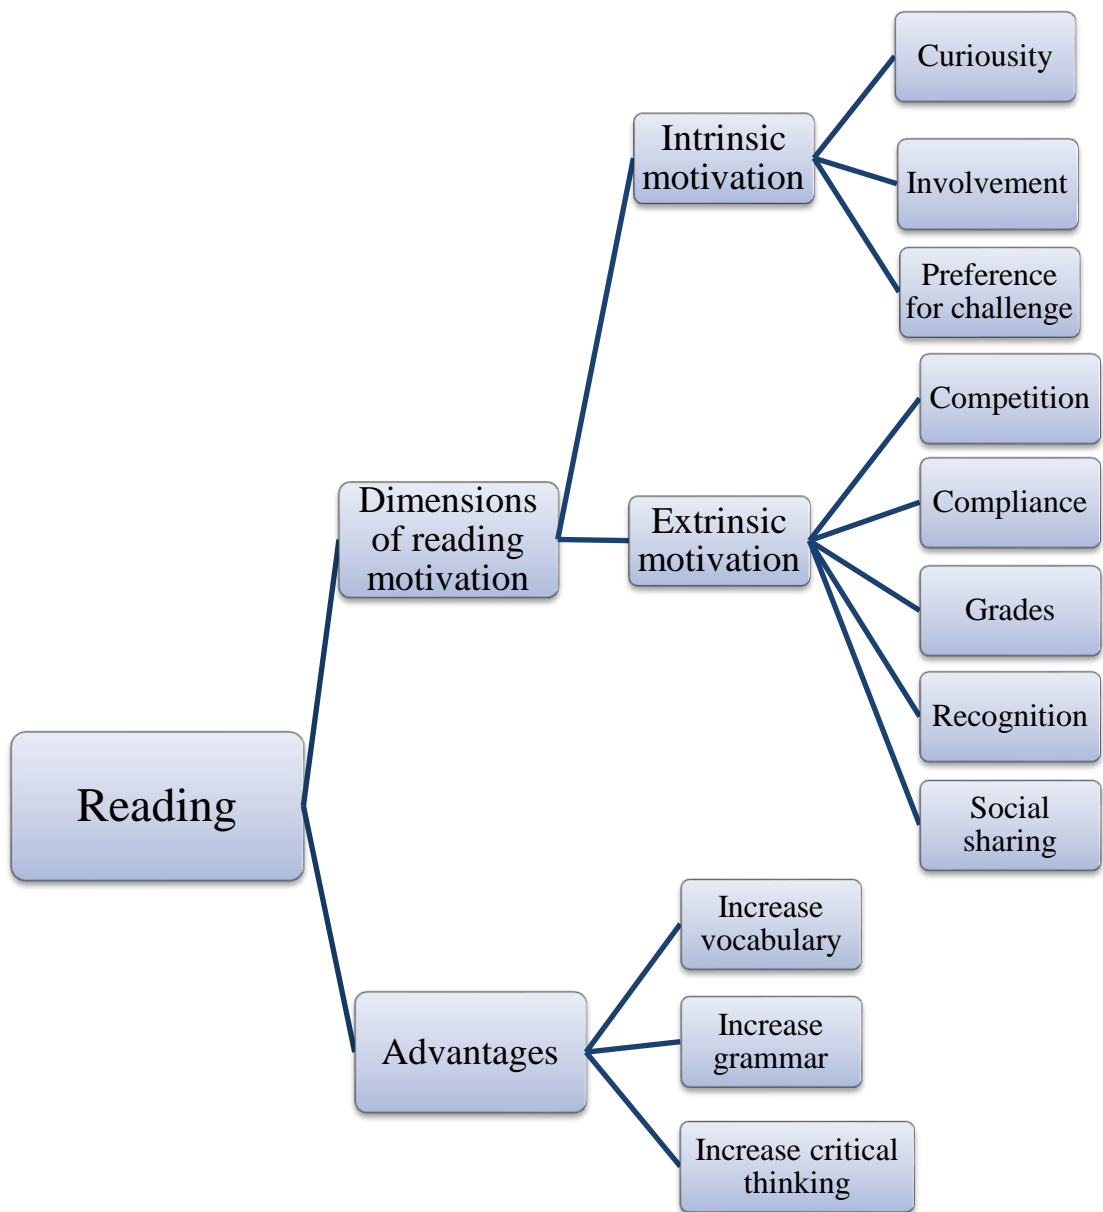 Reading
Dimensions
of reading
motivation
Intrinsic
motivation
Curiousity
Involvement
Preference
for challenge
Extrinsic
motivation
Competition
Compliance
Grades
Recognition
Social
sharing
Advantages
Increase
vocabulary
Increase
grammar
Increase critical
thinking